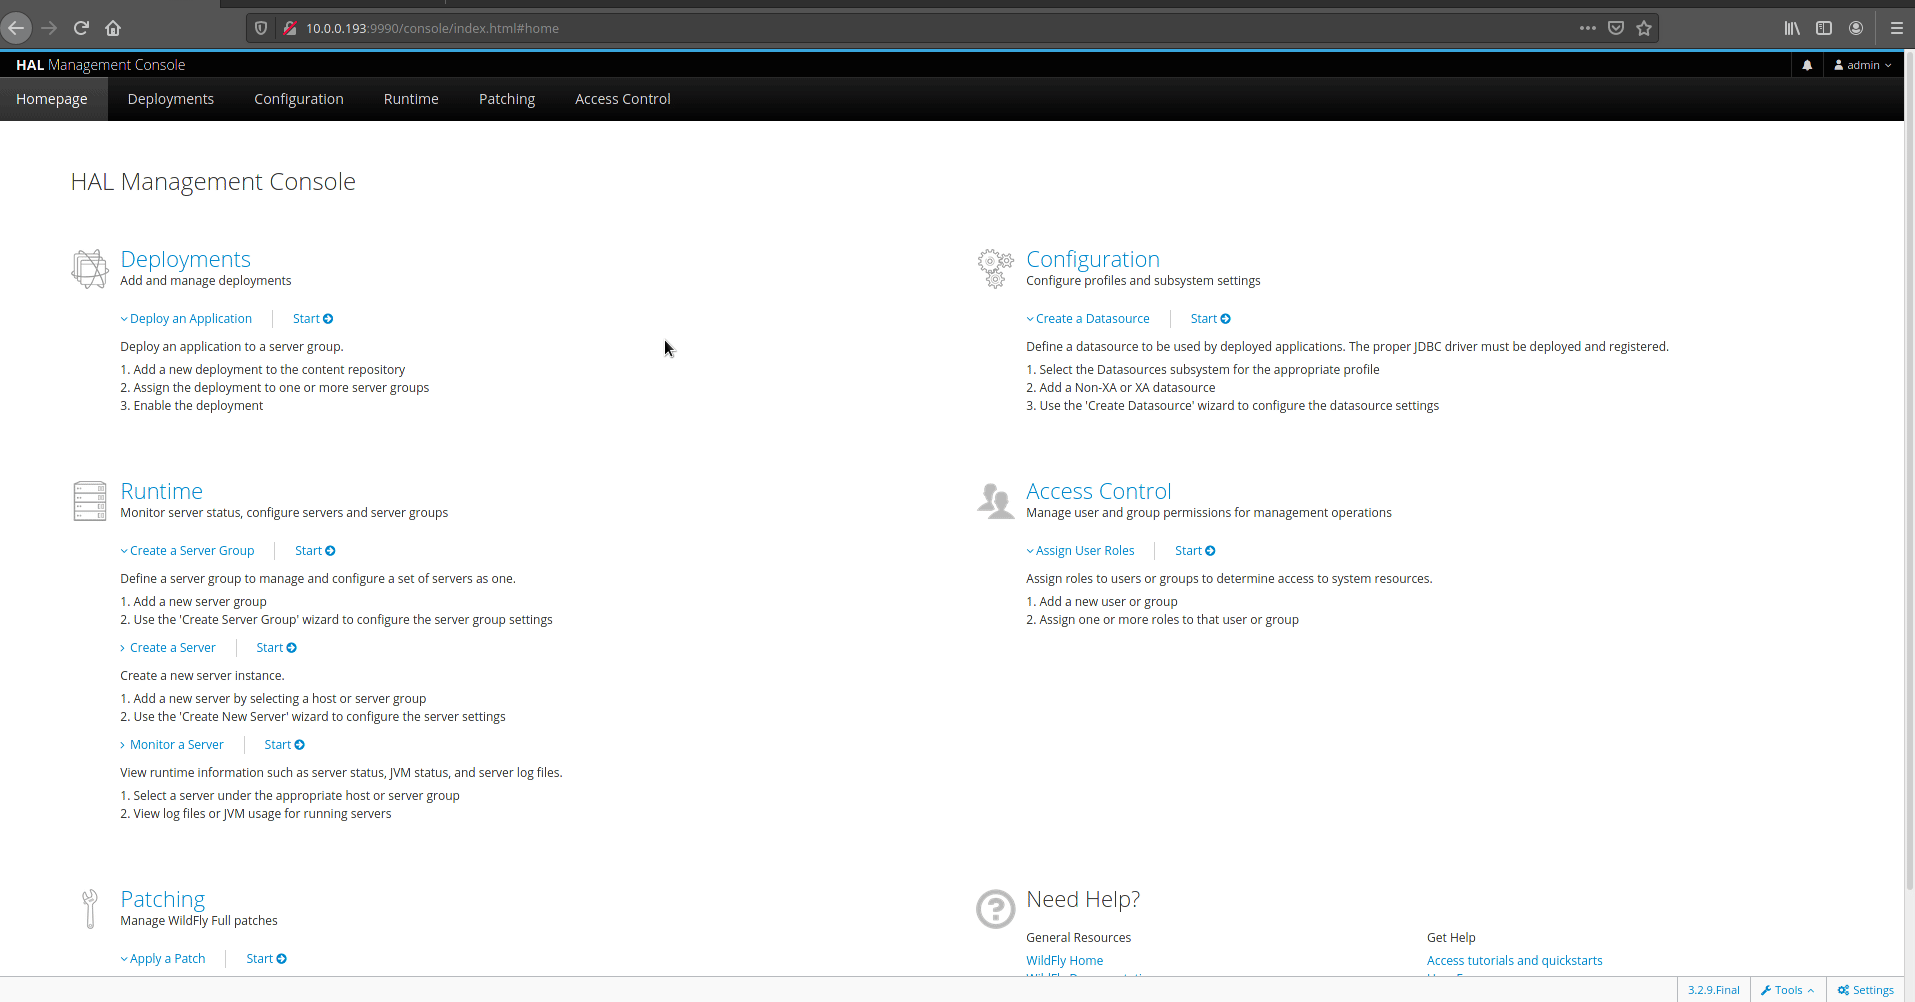 10.0.0.193:9990/console/index.html#home
HAL Management Console
admin
Homepage Deployments Configuration Runtime Patching Access Control
HAL Management Console
Deployments
Add and manage deployments
Deploy an Application Start
Deploy an application to a server group.
1. Add a new deployment to the content repository
2. Assign the deployment to one or more server groups
3. Enable the deployment
Configuration
Configure profiles and subsystem settings
Create a Datasource Start
Define a datasource to be used by deployed applications. The proper JDBC driver must be deployed and registered.
1. Select the Datasources subsystem for the appropriate profile
2. Add a Non-XA or XA datasource
3. Use the 'Create Datasource' wizard to configure the datasource settings
Runtime
Monitor server status, configure servers and server groups
Create a Server Group Start
Define a server group to manage and configure a set of servers as one.
1. Add a new server group
2. Use the 'Create Server Group' wizard to configure the server group settings
Create a Server Start
Create a new server instance.
1. Add a new server by selecting a host or server group
2. Use the 'Create New Server' wizard to configure the server settings
Monitor a Server Start
View runtime information such as server status, JVM status, and server log files.
1. Select a server under the appropriate host or server group
2. View log files or JVM usage for running servers
Access Control
Manage user and group permissions for management operations
Assign User Roles Start
Assign roles to users or groups to determine access to system resources.
1. Add a new user or group
2. Assign one or more roles to that user or group
Patching
Manage WildFly Full patches
Apply a Patch Start
Need Help?
General Resources
WildFly Home
Get Help
Access tutorials and quickstarts
3.2.9.Final Tools Settings